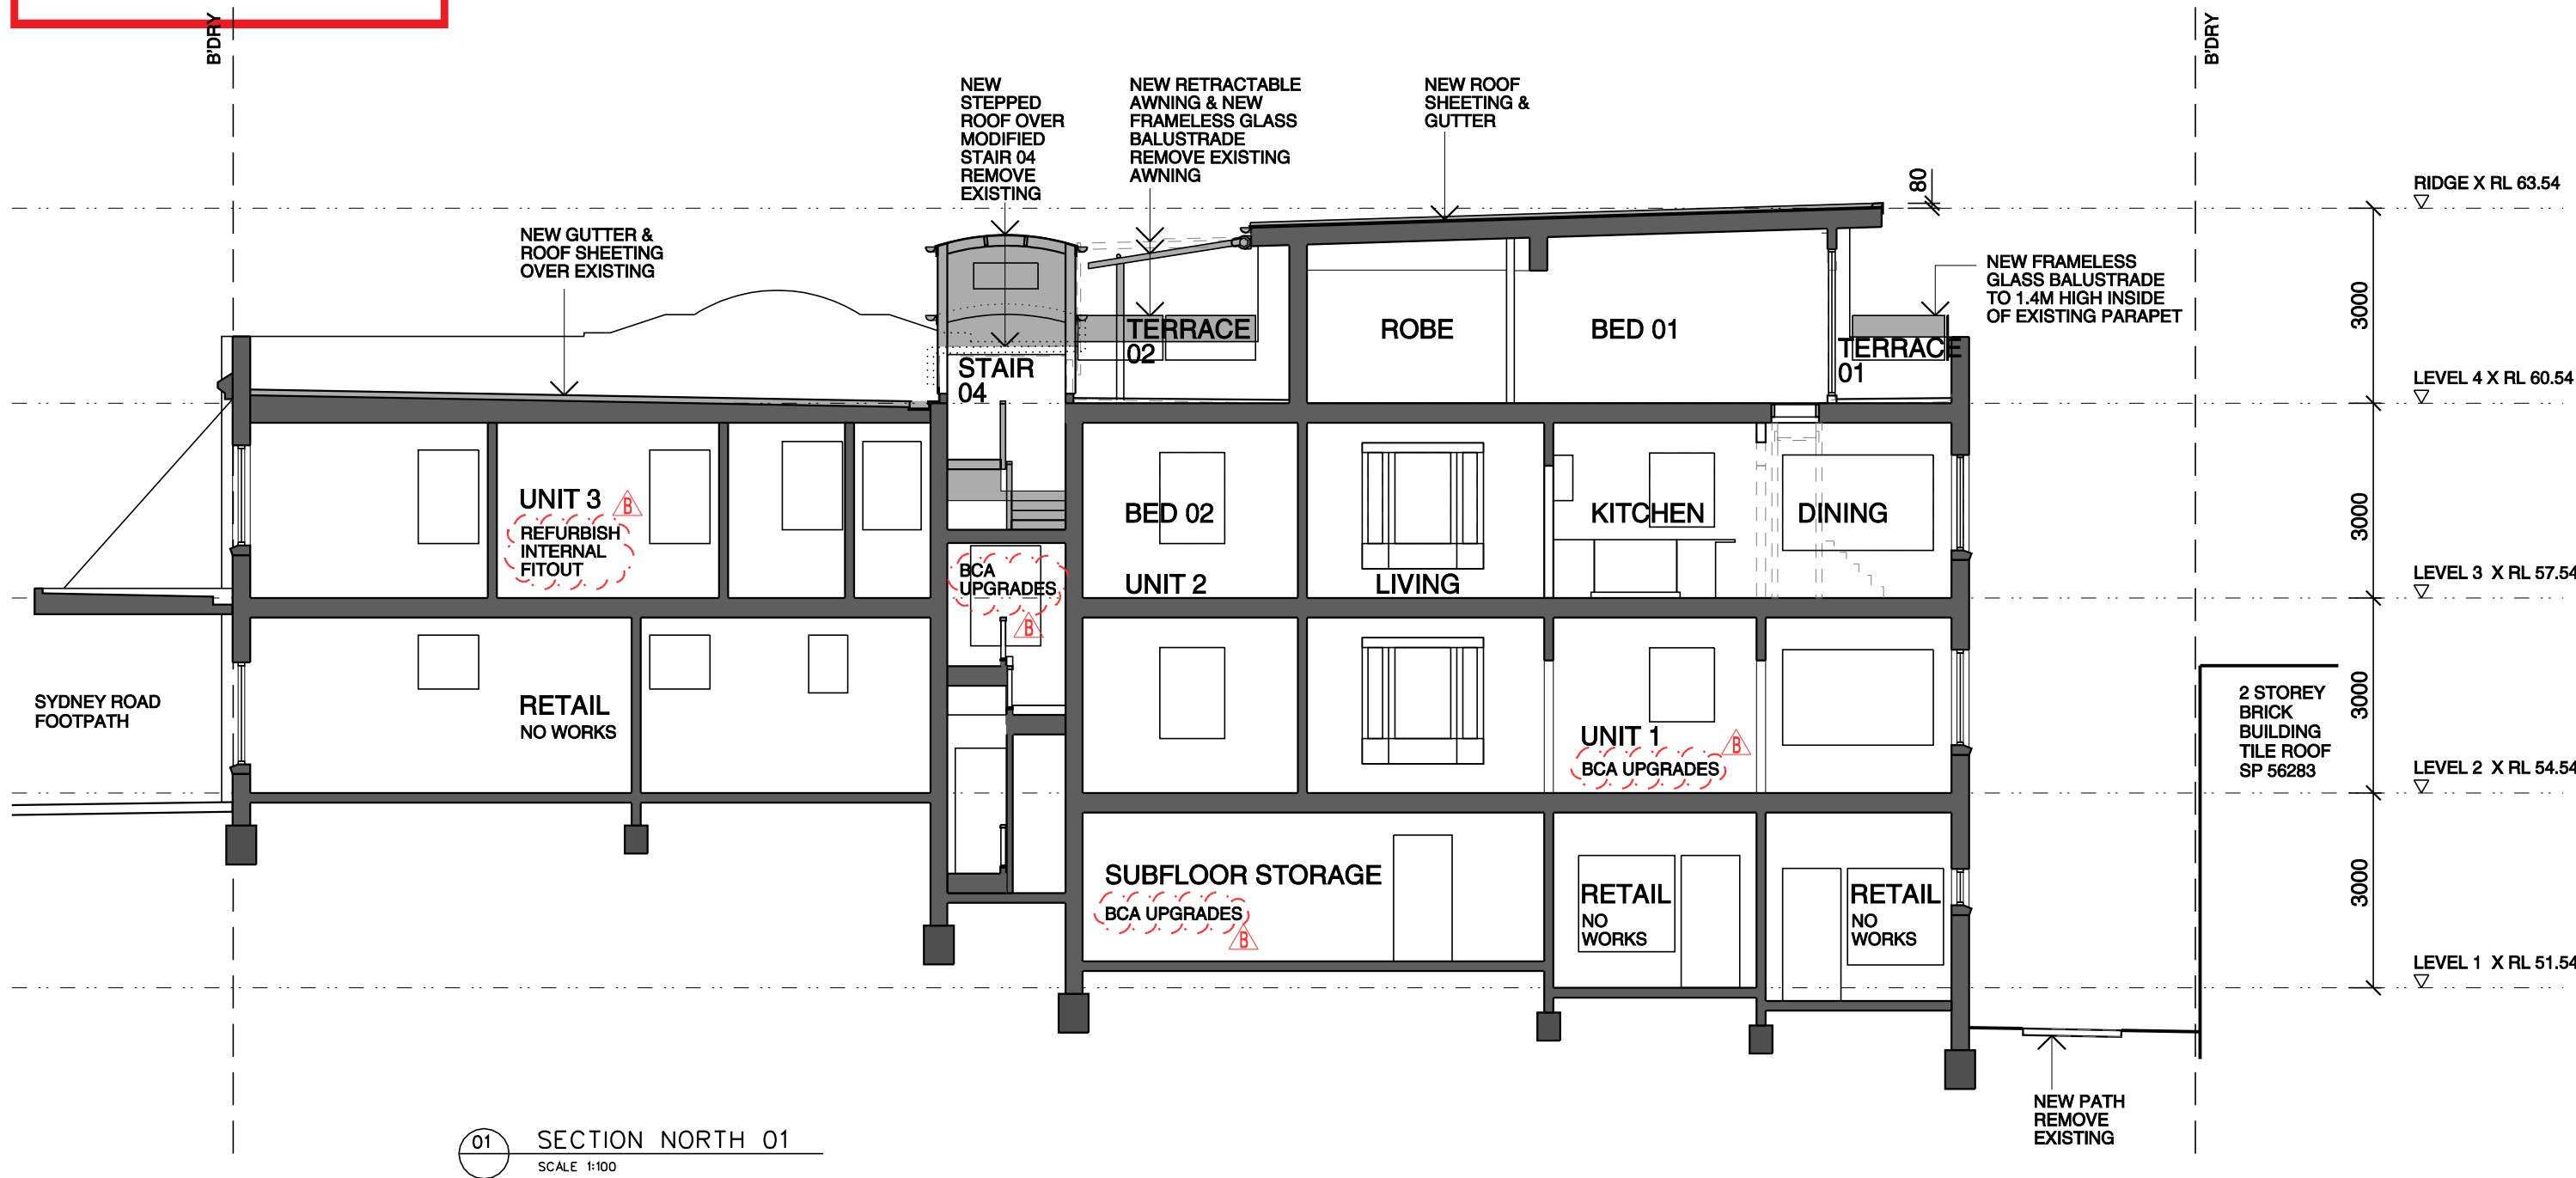 B'DRY
B'DRY
NEW
STEPPED
ROOF OVER
MODIFIED
STAIR 04
REMOVE
EXISTING
NEW RETRACTABLE
AWNING & NEW
FRAMELESS GLASS
BALUSTRADE
REMOVE EXISTING
AWNING
NEW ROOF
SHEETING &
GUTTER
80
RIDGE X RL 63.54
NEW GUTTER &
ROOF SHEETING
OVER EXISTING
NEW FRAMELESS
GLASS BALUSTRADE
TO 1.4M HIGH INSIDE
OF EXISTING PARAPET
3000
STAIR
04
TERRACE
02
ROBE
BED 01
TERRACE
01
LEVEL 4 X RL 60.54
UNIT 3
B
REFURBISH
INTERNAL
FITOUT
BED 02
KITCHEN
DINING
3000
BCA
UPGRADES
B
UNIT 2
LIVING
LEVEL 3 X RL 57.54
SYDNEY ROAD
FOOTPATH
RETAIL
NO WORKS
UNIT 1
B
BCA UPGRADES
2 STOREY
BRICK
BUILDING
TILE ROOF
SP 56283
3000
LEVEL 2 X RL 54.54
SUBFLOOR STORAGE
BCA UPGRADES
B
RETAIL
NO
WORKS
RETAIL
NO
WORKS
3000
LEVEL 1 X RL 51.54
NEW PATH
REMOVE
EXISTING
01
SECTION NORTH 01
SCALE 1:100